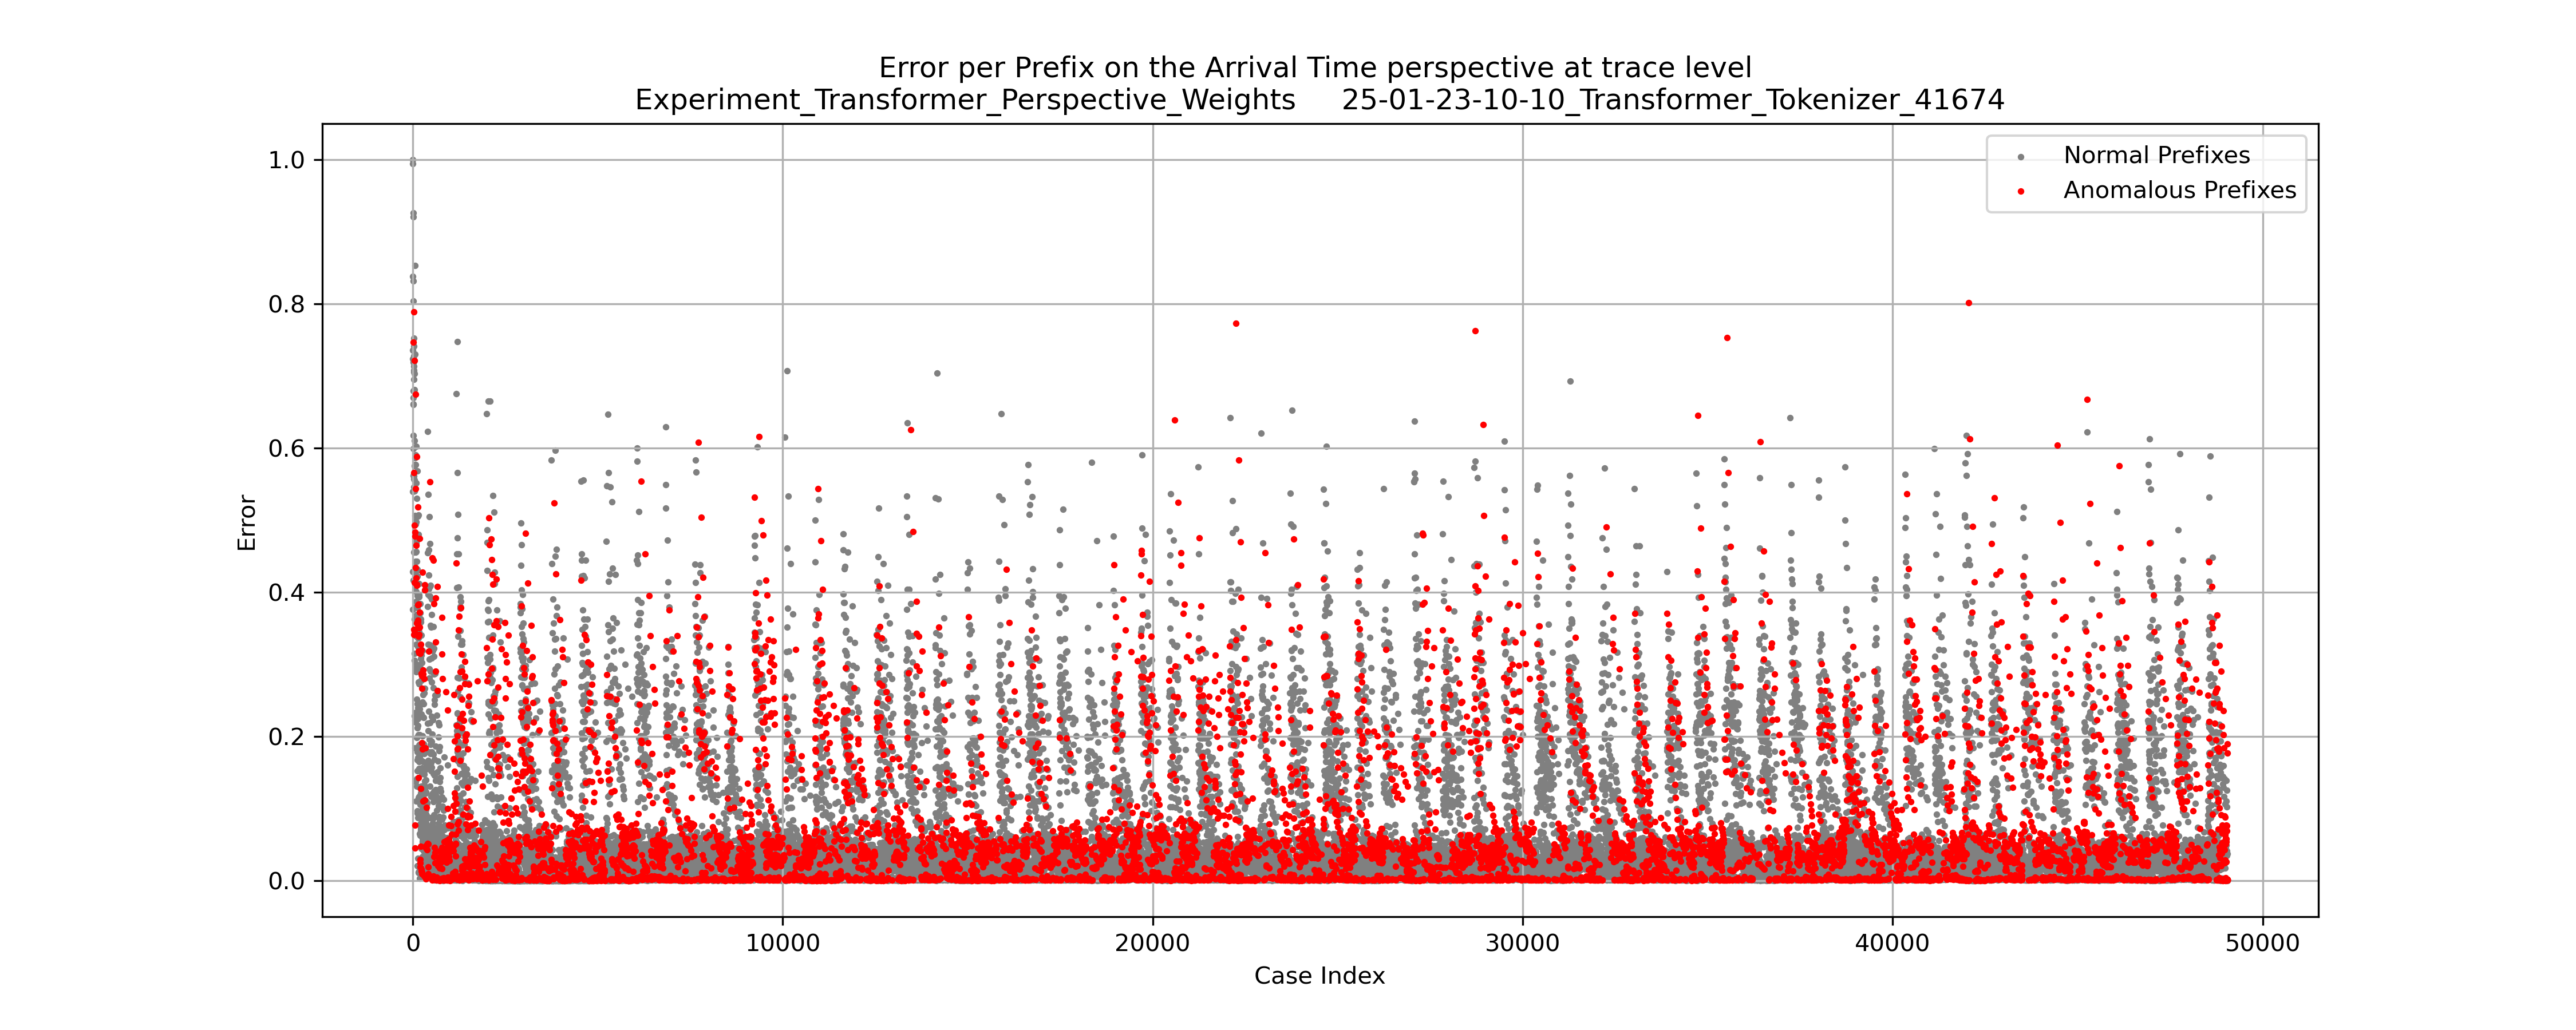 Error per Prefix on the Arrival Time perspective at trace level
Experiment_Transformer_Perspective_Weights 25-01-23-10-10_Transformer_Tokenizer_41674
Normal Prefixes
Anomalous Prefixes
Error
1.0
0.8
0.6
0.4
0.2
0.0
0 10000 20000 30000 40000 50000
Case Index